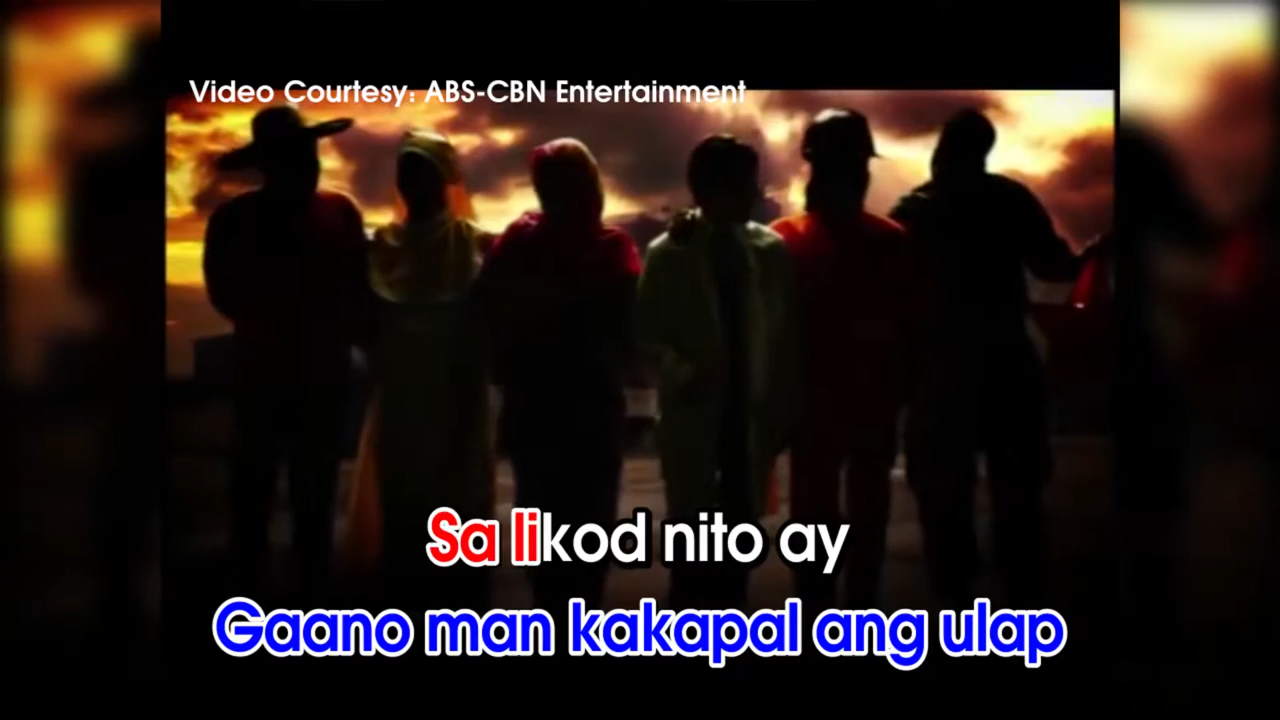 Video Courtesy: ABS-CBN Entertainment
Sa likod nito ay
Gaano man kakapal ang ulap